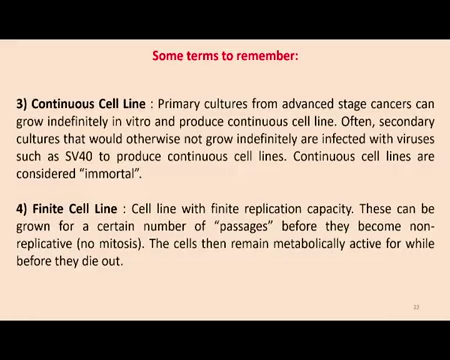 Some terms to remember:
3) Continuous Cell Line : Primary cultures from advanced stage cancers can
grow indefinitely in vitro and produce continuous cell line. Often, secondary
cultures that would otherwise not grow indefinitely are infected with viruses
such as SV40 to produce continuous cell lines. Continuous cell lines are
considered “immortal”.
4) Finite Cell Line : Cell line with finite replication capacity. These can be
grown for a certain number of “passages” before they become non-
replicative (no mitosis). The cells then remain metabolically active for while
before they die out.